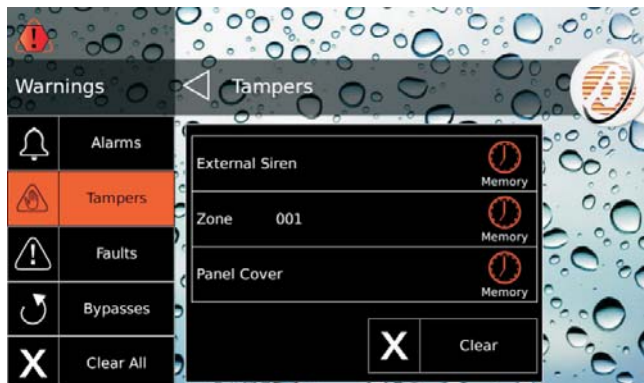 Warnings
Tampers
Alarms
Tampers
Faults
Bypasses
X Clear All
External Siren
Memory
Zone 001
Memory
Panel Cover
Memory
X Clear